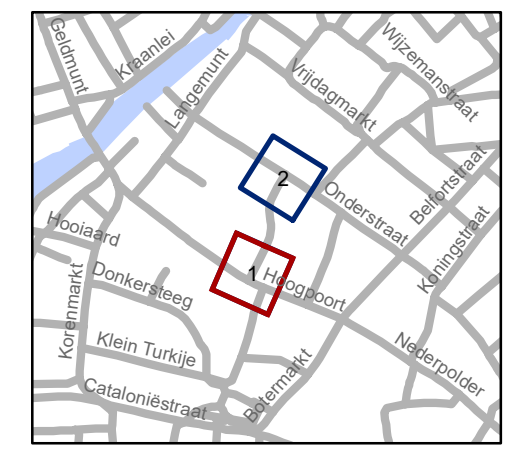 Geldmunt
Kraanlei
Langemunt
Vrijdagmarkt
Wijzemanstraat
2
Onderstraat
Belfortstraat
Koningstraat
Hooiaard
1
Hoogpoort
Donkersteeg
Korenmarkt
Klein Turkije
Nederpolder
Botermarkt
Cataloniëstraat